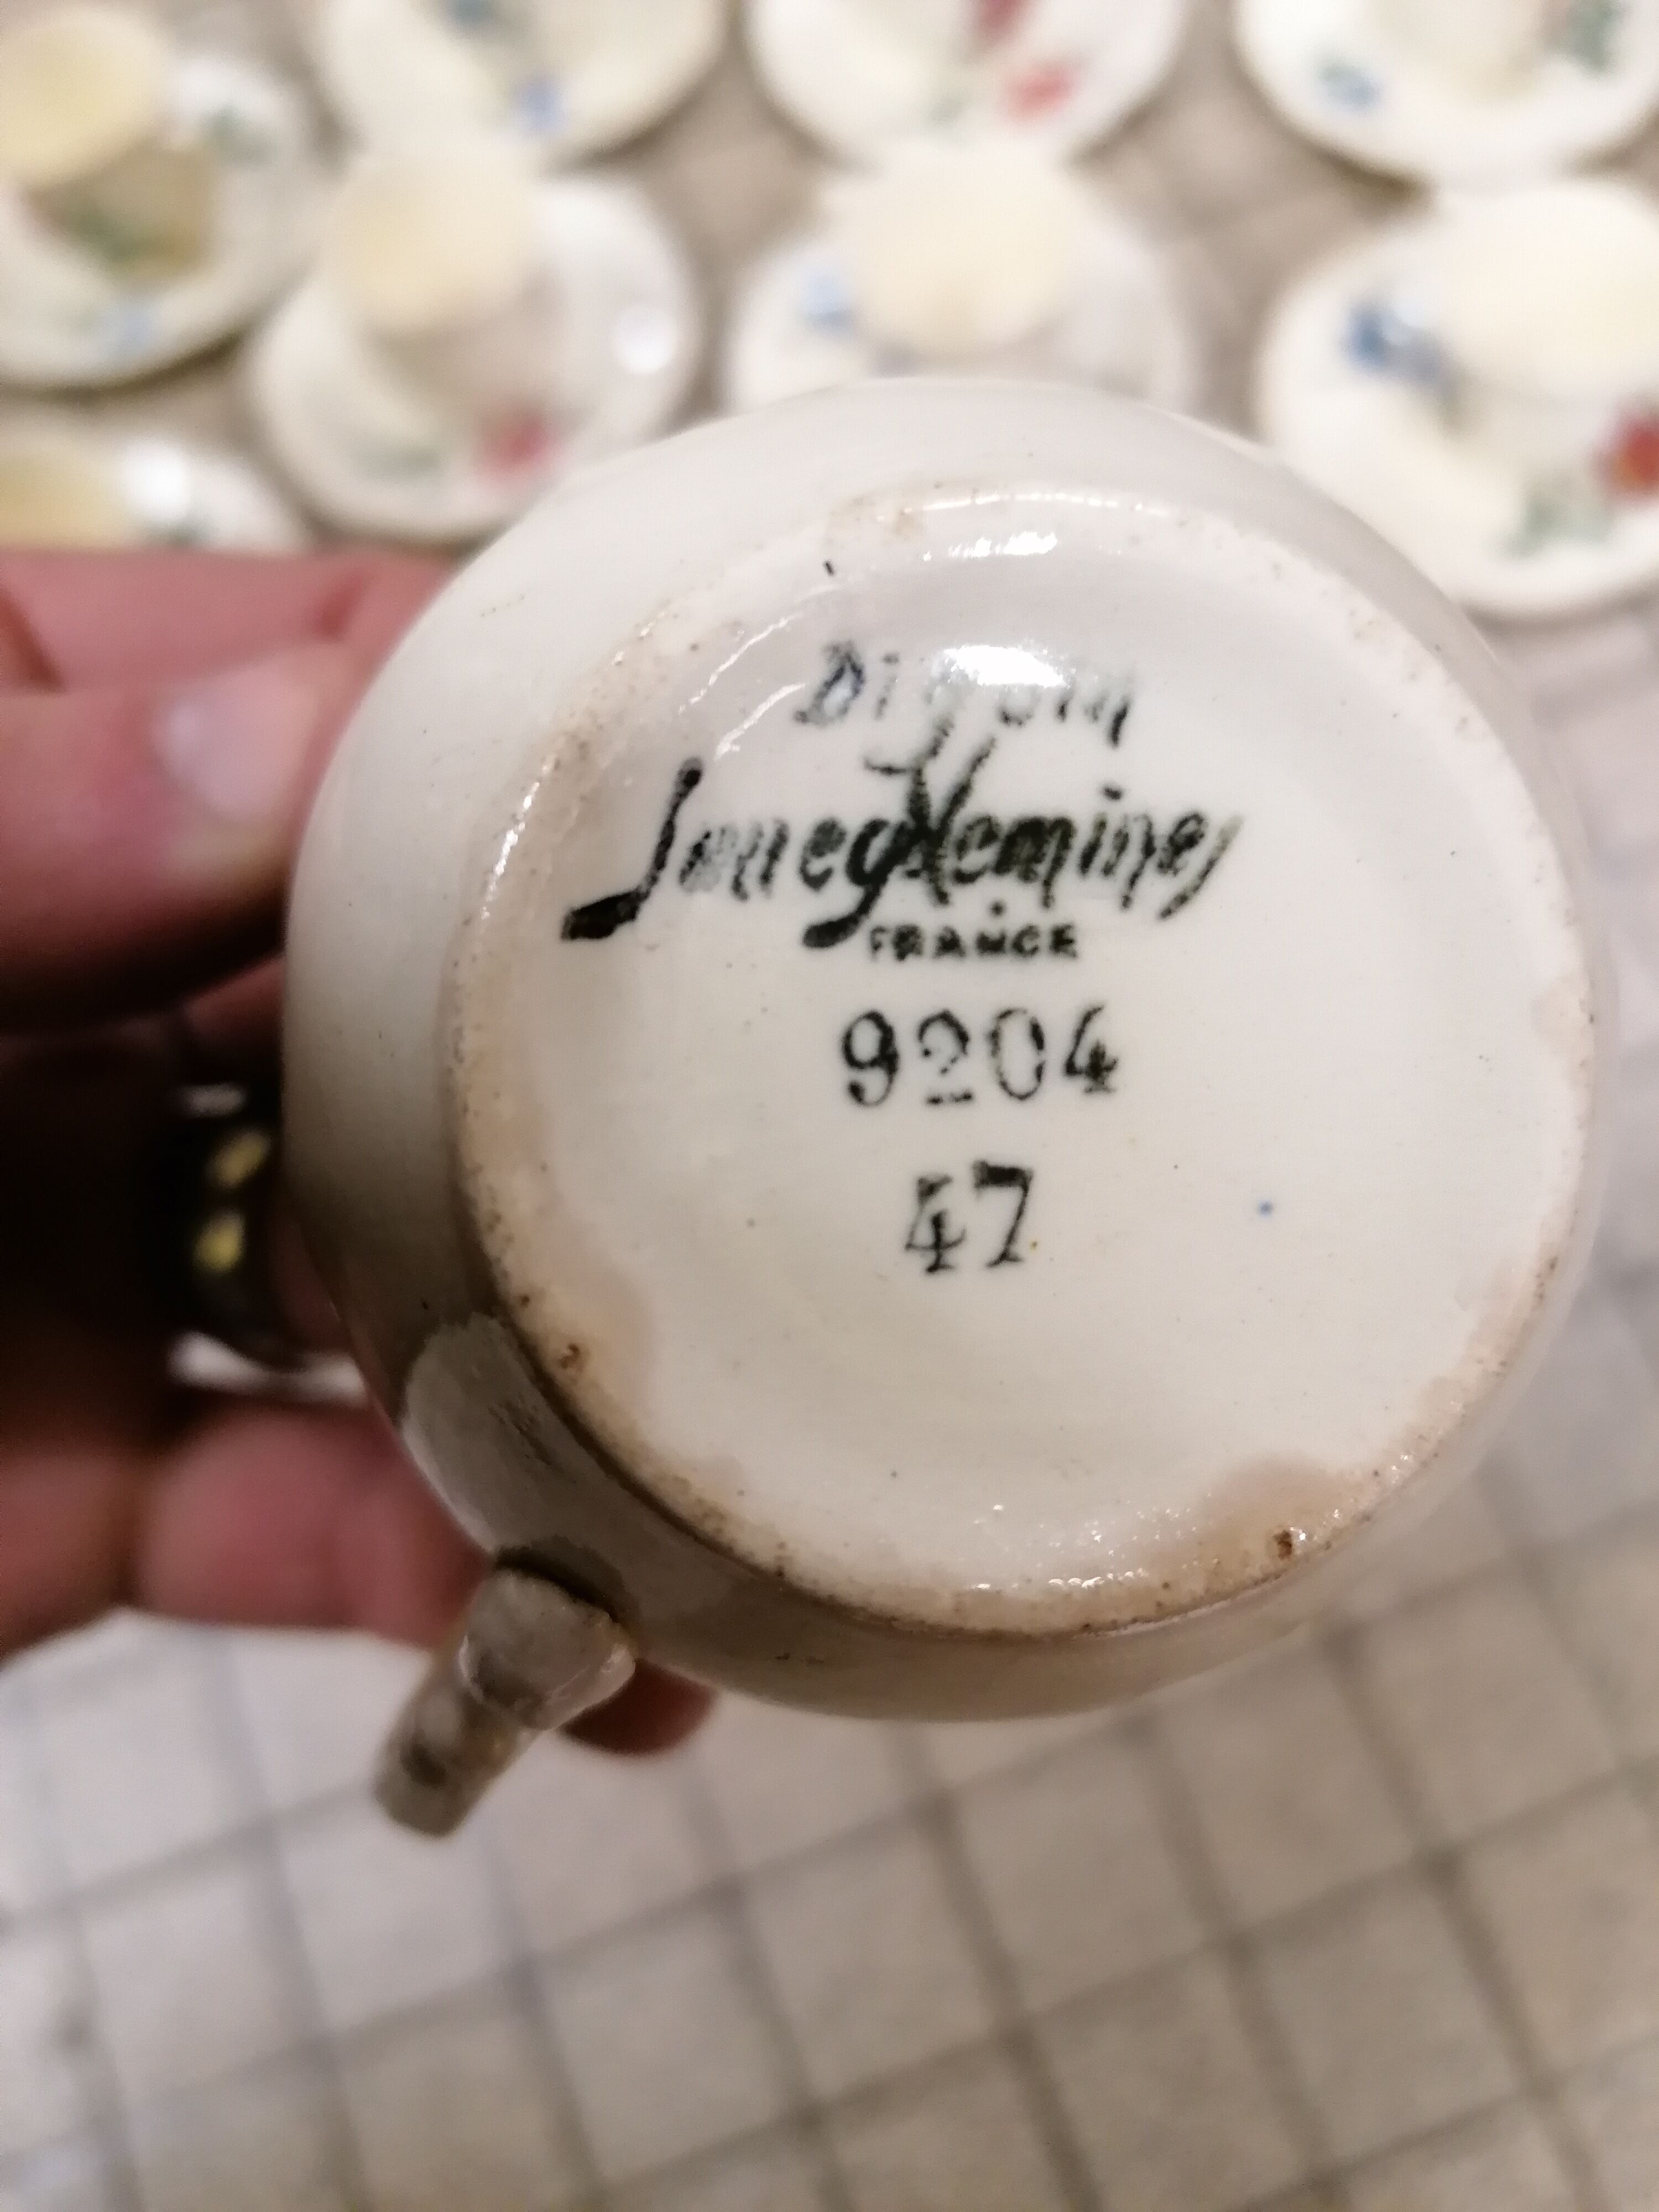 Digoin
Sarreguemines
FRANCE
9204
47